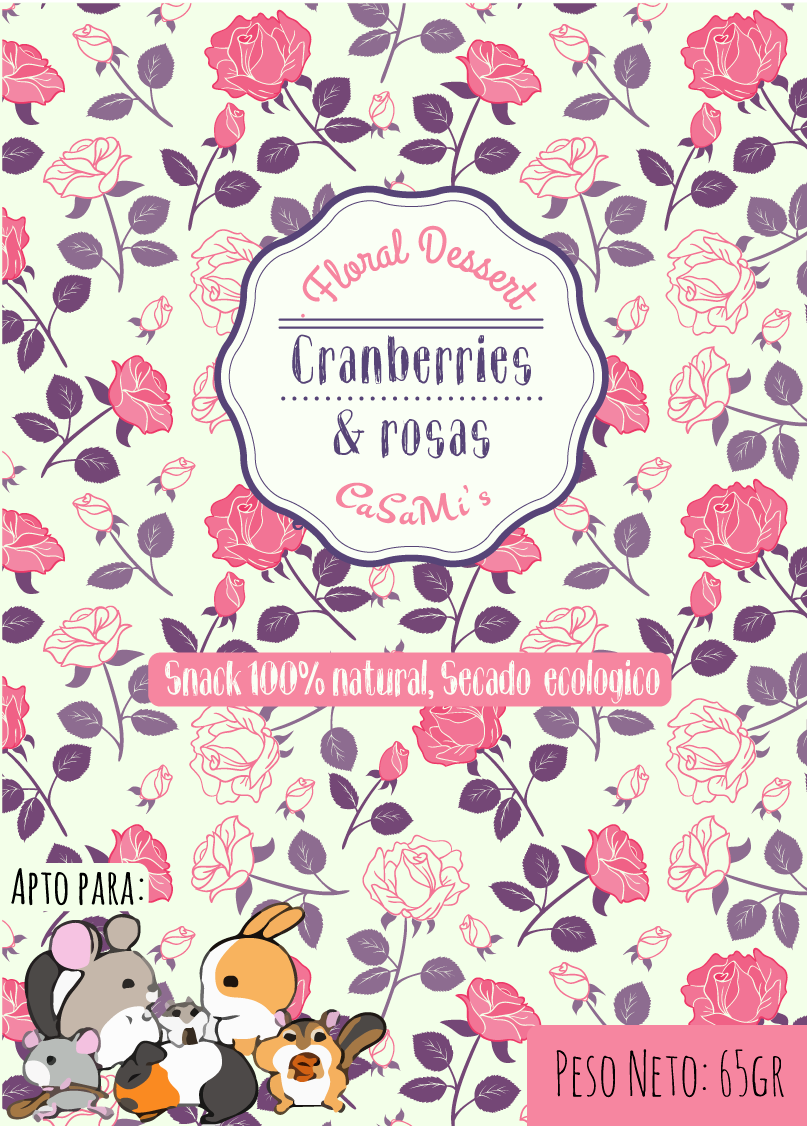 Floral Dessert
Cranberries
& rosas
CaSaMi's
Snack 100% natural, Secado ecologico
Apto para:
Peso Neto: 65gr